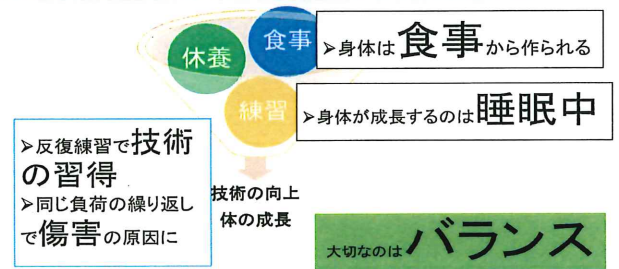 休養
食事
➢身体は食事から作られる
練習
➢身体が成長するのは睡眠中
➢反復練習で技術
の習得
➢同じ負荷の繰り返し
で傷害の原因に
技術の向上
体の成長
大切なのはバランス